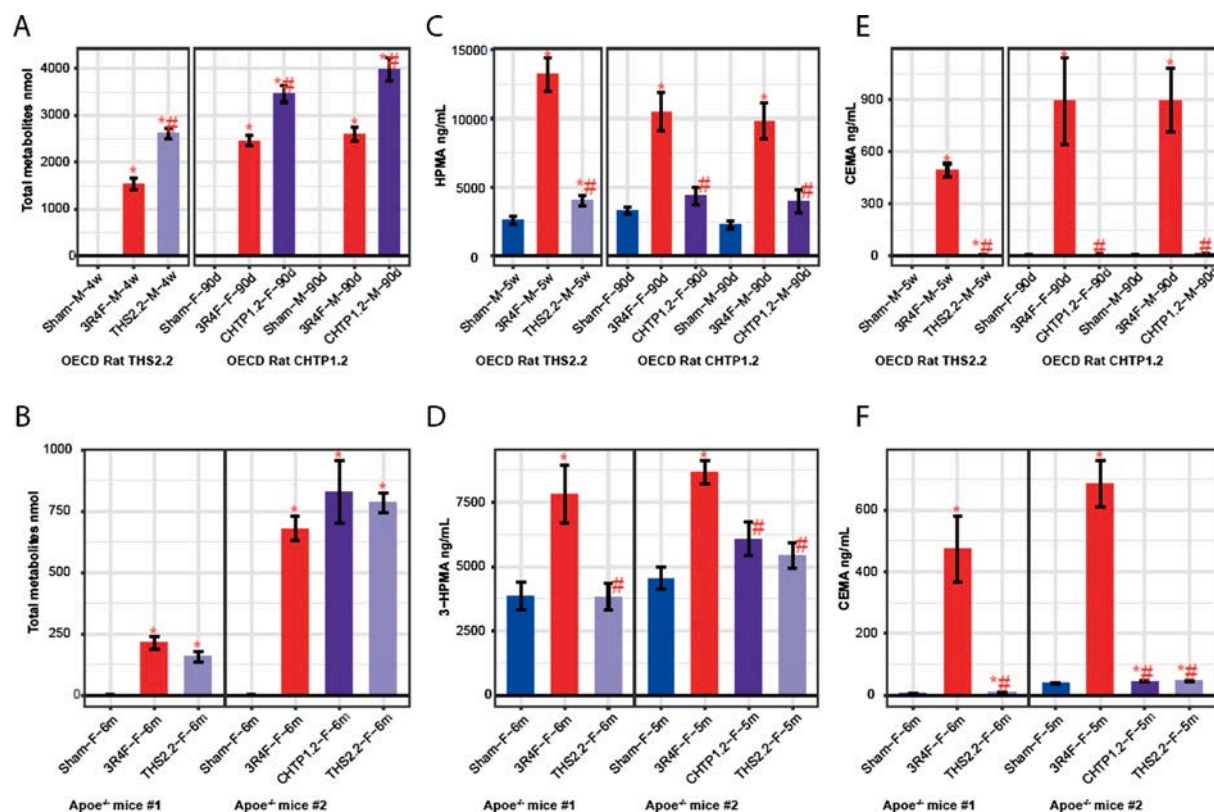 A
Total metabolites nmol
4000
3000
2000
1000
0
* *# * *# * *#
Sham–M–4w
3R4F–M–4w
THS2.2–M–4w
Sham–F–90d
3R4F–F–90d
CHTP1.2–F–90d
Sham–M–90d
3R4F–M–90d
CHTP1.2–M–90d
OECD Rat THS2.2
OECD Rat CHTP1.2
C
HPMA ng/mL
15000
10000
5000
0
* *# * # * #
Sham–M–5w
3R4F–M–5w
THS2.2–M–5w
Sham–F–90d
3R4F–F–90d
CHTP1.2–F–90d
Sham–M–90d
3R4F–M–90d
CHTP1.2–M–90d
OECD Rat THS2.2
OECD Rat CHTP1.2
E
CEMA ng/mL
900
600
300
0
* *# * # * #
Sham–M–5w
3R4F–M–5w
THS2.2–M–5w
Sham–F–90d
3R4F–F–90d
CHTP1.2–F–90d
Sham–M–90d
3R4F–M–90d
CHTP1.2–M–90d
OECD Rat THS2.2
OECD Rat CHTP1.2
B
Total metabolites nmol
1000
750
500
250
0
* * * * *
Sham–F–6m
3R4F–F–6m
THS2.2–F–6m
Sham–F–6m
3R4F–F–6m
CHTP1.2–F–6m
THS2.2–F–6m
Apoe-/- mice #1
Apoe-/- mice #2
D
3–HPMA ng/mL
7500
5000
2500
0
* # * # #
Sham–F–6m
3R4F–F–6m
THS2.2–F–6m
Sham–F–5m
3R4F–F–5m
CHTP1.2–F–5m
THS2.2–F–5m
Apoe-/- mice #1
Apoe-/- mice #2
F
CEMA ng/mL
600
400
200
0
* *# * *# *#
Sham–F–6m
3R4F–F–6m
THS2.2–F–6m
Sham–F–5m
3R4F–F–5m
CHTP1.2–F–5m
THS2.2–F–5m
Apoe-/- mice #1
Apoe-/- mice #2